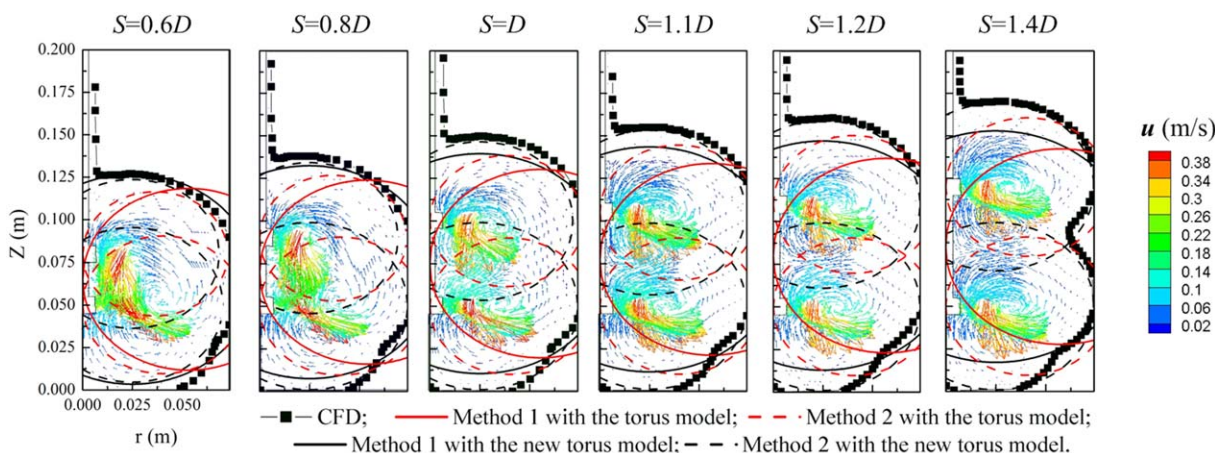 S=0.6D
S=0.8D
S=D
S=1.1D
S=1.2D
S=1.4D
0.200
0.175
0.150
0.125
0.100
0.075
0.050
0.025
0.000
Z (m)
0.000 0.025 0.050
r (m)
u (m/s)
0.38
0.34
0.30
0.26
0.22
0.18
0.14
0.10
0.06
0.02
CFD; Method 1 with the torus model; Method 2 with the torus model;
Method 1 with the new torus model; Method 2 with the new torus model.